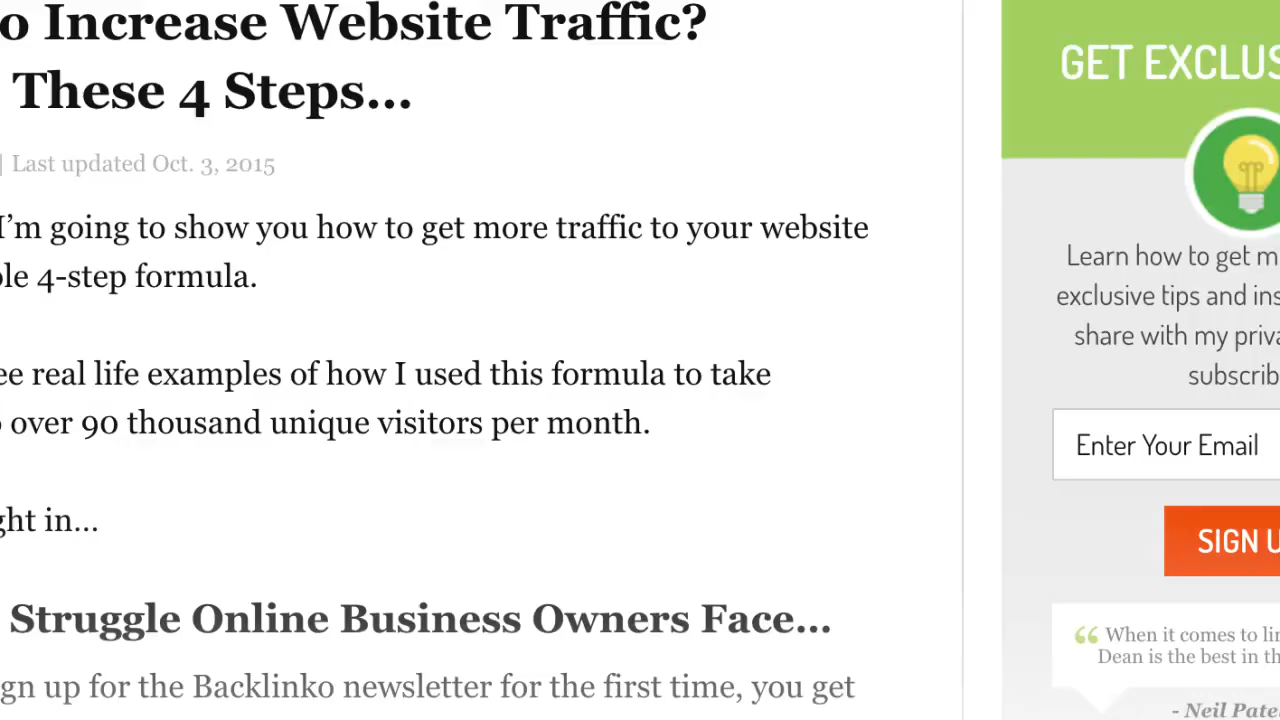 o Increase Website Traffic?
These 4 Steps...
| Last updated Oct. 3, 2015
I'm going to show you how to get more traffic to your website
ple 4-step formula.
ee real life examples of how I used this formula to take
o over 90 thousand unique visitors per month.
ght in...
Struggle Online Business Owners Face...
gn up for the Backlinko newsletter for the first time, you get
GET EXCLUS
Learn how to get m
exclusive tips and ins
share with my priva
subscrib
Enter Your Email
SIGN U
When it comes to lin
Dean is the best in th
- Neil Pate